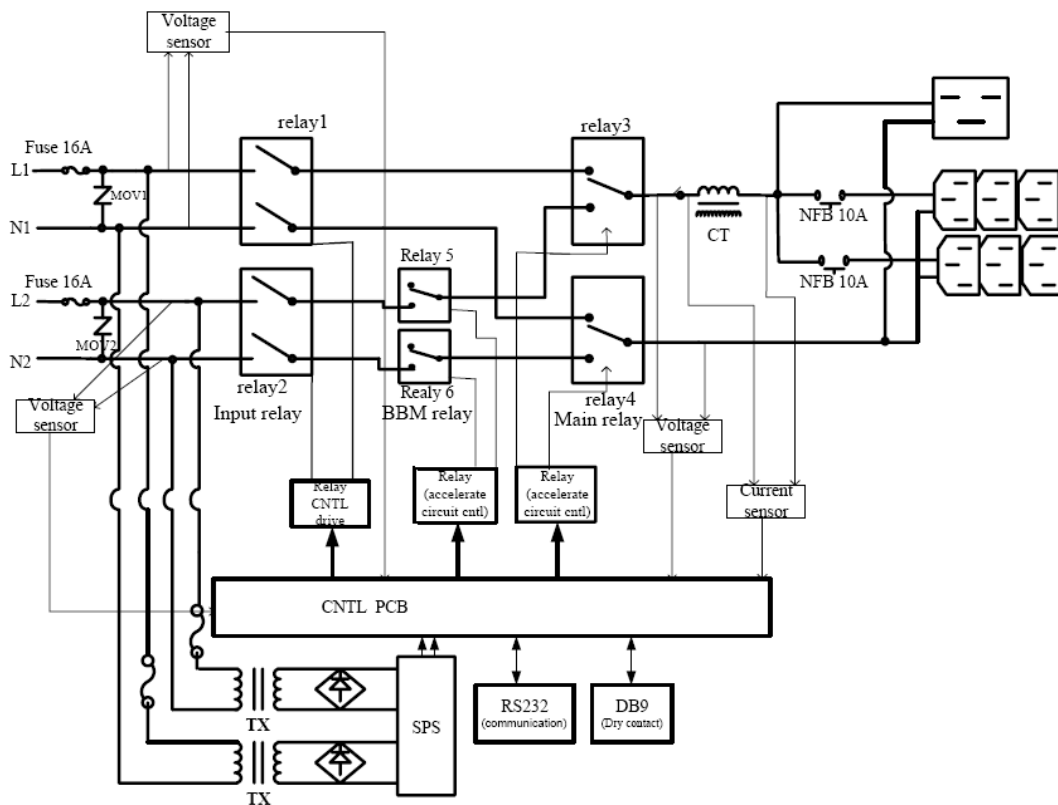 Voltage
sensor
relay1
relay3
Fuse 16A
L1
MOV1
N1
NFB 10A
CT
Fuse 16A
Relay 5
L2
NFB 10A
MOV2
N2
relay2
Realy 6
relay4
Input relay
BBM relay
Main relay
Voltage
sensor
Voltage
sensor
Relay
CNTL
drive
Relay
(accelerate
circuit cntl)
Relay
(accelerate
circuit cntl)
Current
sensor
CNTL PCB
TX
SPS
RS232
(communication)
DB9
(Dry contact)
TX